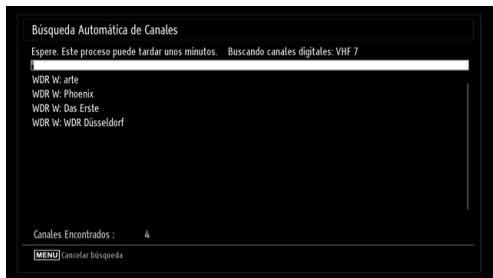 Búsqueda Automática de Canales
Espere. Este proceso puede tardar unos minutos. Buscando canales digitales: VHF 7
WDR W: arte
WDR W: Phoenix
WDR W: Das Erste
WDR W: WDR Düsseldorf
Canales Encontrados : 4
MENU Cancelar búsqueda